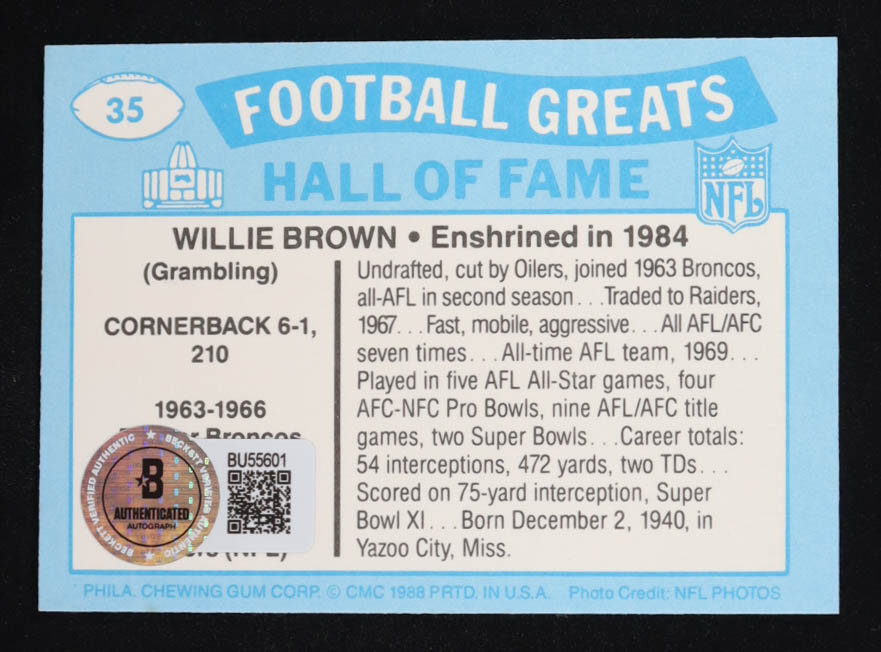 35
FOOTBALL GREATS
HALL OF FAME
NFL
WILLIE BROWN • Enshrined in 1984
(Grambling)
CORNERBACK 6-1,
210
1963-1966
Broncos
(NFL)
Undrafted, cut by Oilers, joined 1963 Broncos,
all-AFL in second season . . . Traded to Raiders,
1967. . . Fast, mobile, aggressive. . . All AFL/AFC
seven times. . . All-time AFL team, 1969. . .
Played in five AFL All-Star games, four
AFC-NFC Pro Bowls, nine AFL/AFC title
games, two Super Bowls. . . Career totals:
54 interceptions, 472 yards, two TDs. . .
Scored on 75-yard interception, Super
Bowl XI. . . Born December 2, 1940, in
Yazoo City, Miss.
BECKETT VERIFIED AUTHENTIC ★ BECKETT VERIFIED AUTHENTIC
B
AUTHENTICATED
AUTOGRAPH
BU55601
PHILA. CHEWING GUM CORP. © CMC 1988 PRTD. IN U.S.A. Photo Credit: NFL PHOTOS